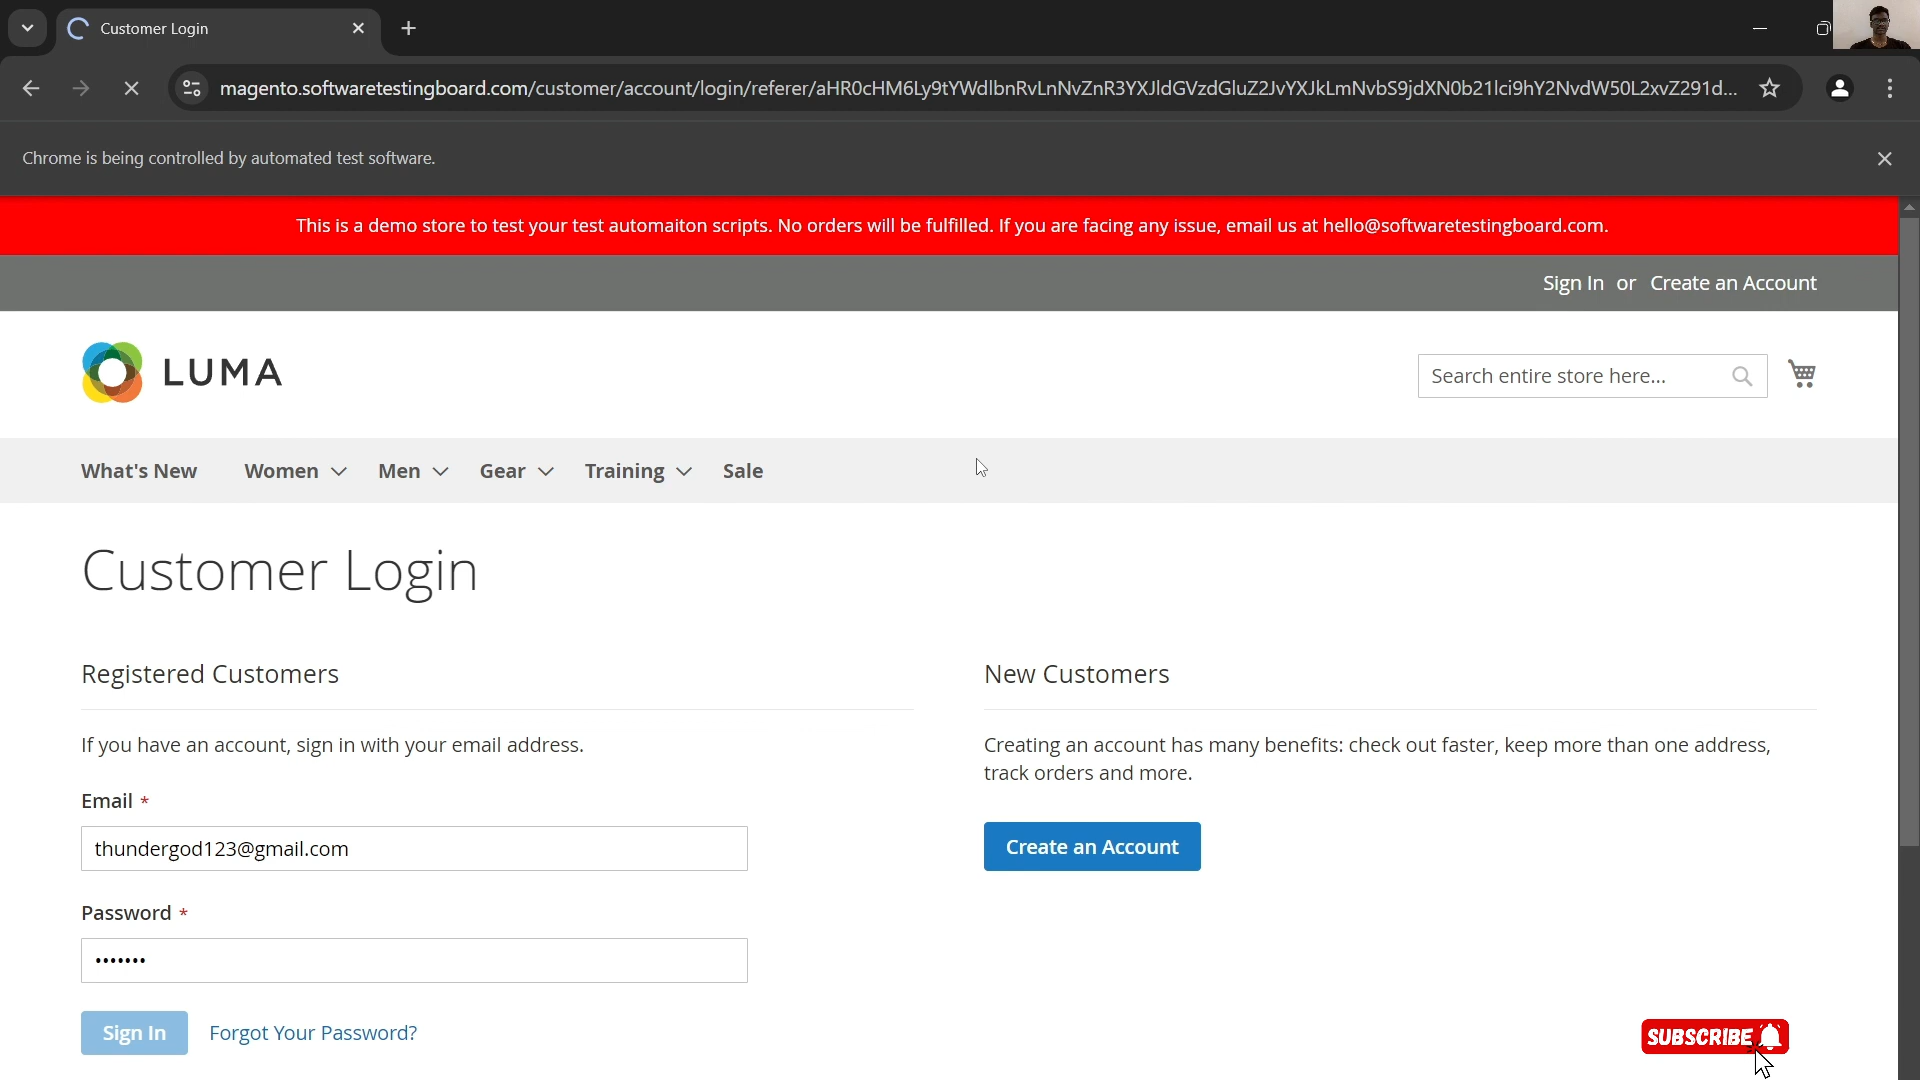 Customer Login
magento.softwaretestingboard.com/customer/account/login/referer/aHR0cHM6Ly9tYWdlbnRvLnNvZnR3YXJldGVzdGluZ2JvYXJkLmNvbS9jdXN0b21lci9hY2NvdW50L2xvZ291d...
Chrome is being controlled by automated test software.
This is a demo store to test your test automaiton scripts. No orders will be fulfilled. If you are facing any issue, email us at hello@softwaretestingboard.com.
Sign In or Create an Account
LUMA
Search entire store here...
What's New Women Men Gear Training Sale
Customer Login
Registered Customers
If you have an account, sign in with your email address.
Email *
thundergod123@gmail.com
Password *
•••••••
Sign In Forgot Your Password?
New Customers
Creating an account has many benefits: check out faster, keep more than one address,
track orders and more.
Create an Account
SUBSCRIBE